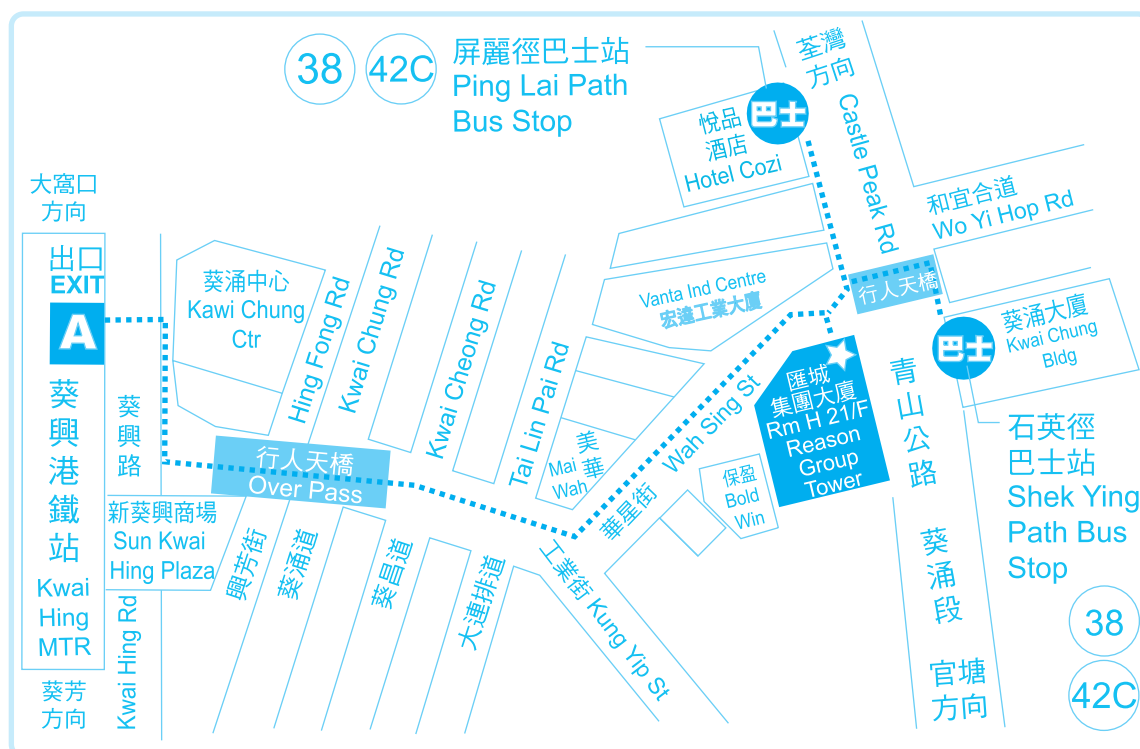 38
42C
屏麗徑巴士站
Ping Lai Path
Bus Stop
荃灣
方向
Castle Peak Rd
巴士
悅品
酒店
Hotel Cozi
和宜合道
Wo Yi Hop Rd
大窩口
方向
出口
EXIT
A
葵興港鐵站
Kwai
Hing
MTR
葵芳
方向
葵興路
Kwai Hing Rd
葵涌中心
Kawi Chung
Ctr
Hing Fong Rd
Kwai Chung Rd
Kwai Cheong Rd
Tai Lin Pai Rd
行人天橋
Over Pass
新葵興商場
Sun Kwai
Hing Plaza
興芳街
葵涌道
葵昌道
大連排道
工業街 Kung Yip St
美華
Mai
Wah
華星街
Wah Sing St
Vanta Ind Centre
宏達工業大廈
保盈
Bold
Win
匯城
集團大廈
Rm H 21/F
Reason
Group
Tower
行人天橋
巴士
葵涌大廈
Kwai Chung
Bldg
青山公路
葵涌段
官塘
方向
石英徑
巴士站
Shek Ying
Path Bus
Stop
38
42C